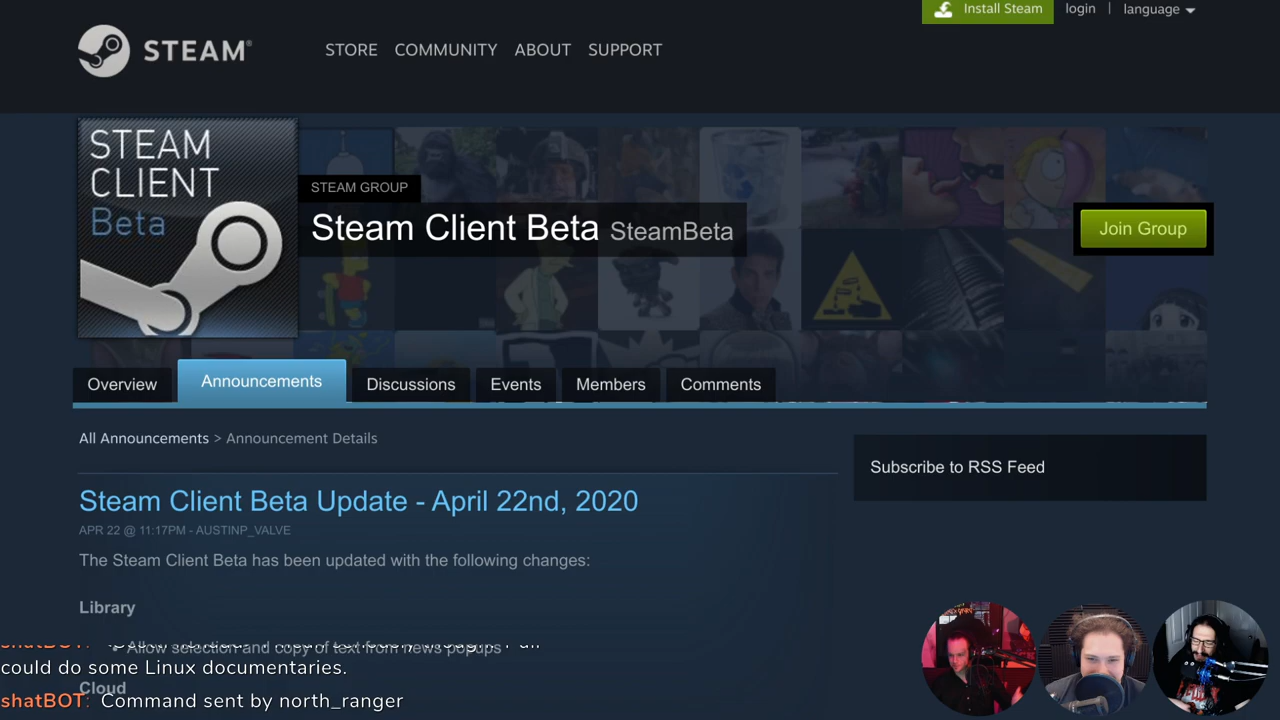 Install Steam
login
|
language
STEAM®
STORE
COMMUNITY
ABOUT
SUPPORT
STEAM
CLIENT
Beta
STEAM GROUP
Steam Client Beta SteamBeta
Join Group
Overview
Announcements
Discussions
Events
Members
Comments
All Announcements > Announcement Details
Subscribe to RSS Feed
Steam Client Beta Update - April 22nd, 2020
APR 22 @ 11:17PM - AUSTINP_VALVE
The Steam Client Beta has been updated with the following changes:
Library
• Allow selection and copy of text from news popups
shatBOT:
could do some Linux documentaries.
Cloud
shatBOT: Command sent by north_ranger